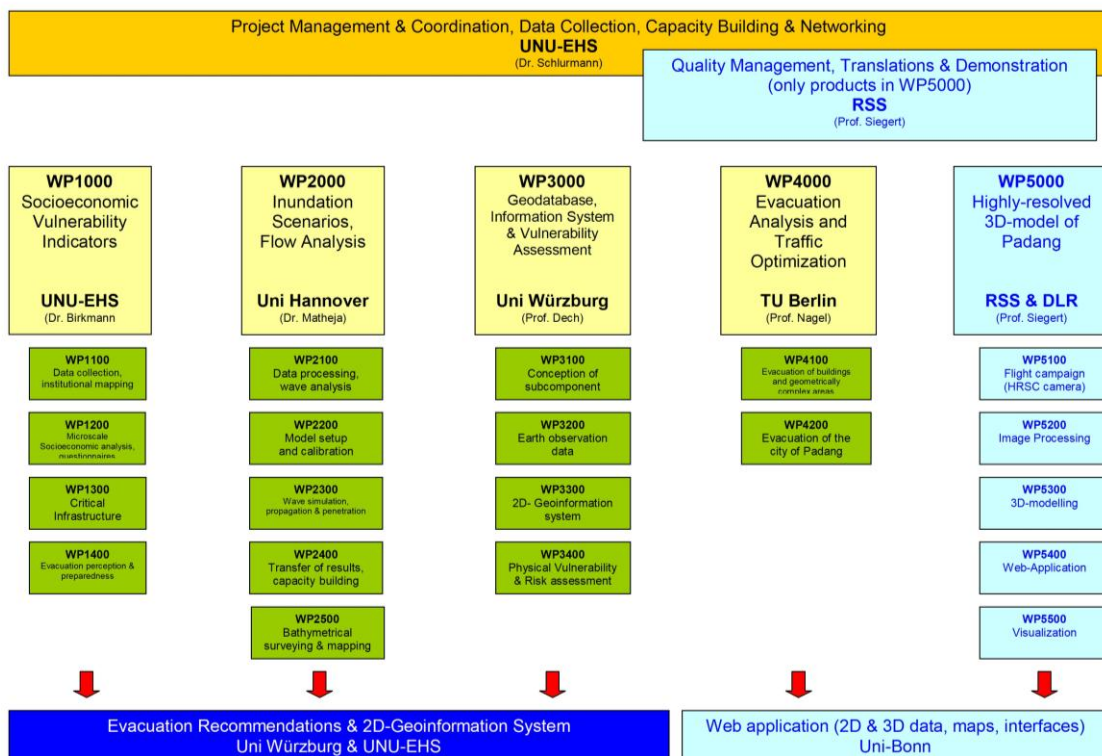 Project Management & Coordination, Data Collection, Capacity Building & Networking
UNU-EHS
(Dr. Schlurmann)
Quality Management, Translations & Demonstration
(only products in WP5000)
RSS
(Prof. Siegert)
WP1000
Socioeconomic
Vulnerability
Indicators
UNU-EHS
(Dr. Birkmann
WP2000
Inundation
Scenarios,
Flow Analysis
Uni Hannover
(Dr. Matheja)
WP3000
Geodatabase,
Information System
& Vulnerability
Assessment
Uni Würzburg
(Prof. Dech)
WP4000
Evacuation
Analysis and
Traffic
Optimization
TU Berlin
(Prof. Nagel)
WP5000
Highly-resolved
3D-model of
Padang
RSS & DLR
(Prof. Siegert)
WP1100
Data collection,
institutional mapping
WP1200
Microscale
Socioeconomic analysis,
questionnaires
WP1300
Critical
Infrastructure
WP1400
Evacuation perception &
preparedness
WP2100
Data processing,
wave analysis
WP2200
Model setup
and calibration
WP2300
Wave simulation,
propagation & penetration
WP2400
Transfer of results,
capacity building
WP2500
Bathymetrical
surveying & mapping
WP3100
Conception of
subcomponent
WP3200
Earth observation
data
WP3300
2D- Geoinformation
system
WP3400
Physical Vulnerability
& Risk assessment
WP4100
Evacuation of buildings
and geometrically
complex areas
WP4200
Evacuation of the
city of Padang
WP5100
Flight campaign
(HRSC camera)
WP5200
Image Processing
WP5300
3D-modelling
WP5400
Web-Application
WP5500
Visualization
Evacuation Recommendations & 2D-Geoinformation System
Uni Würzburg & UNU-EHS
Web application (2D & 3D data, maps, interfaces)
Uni-Bonn